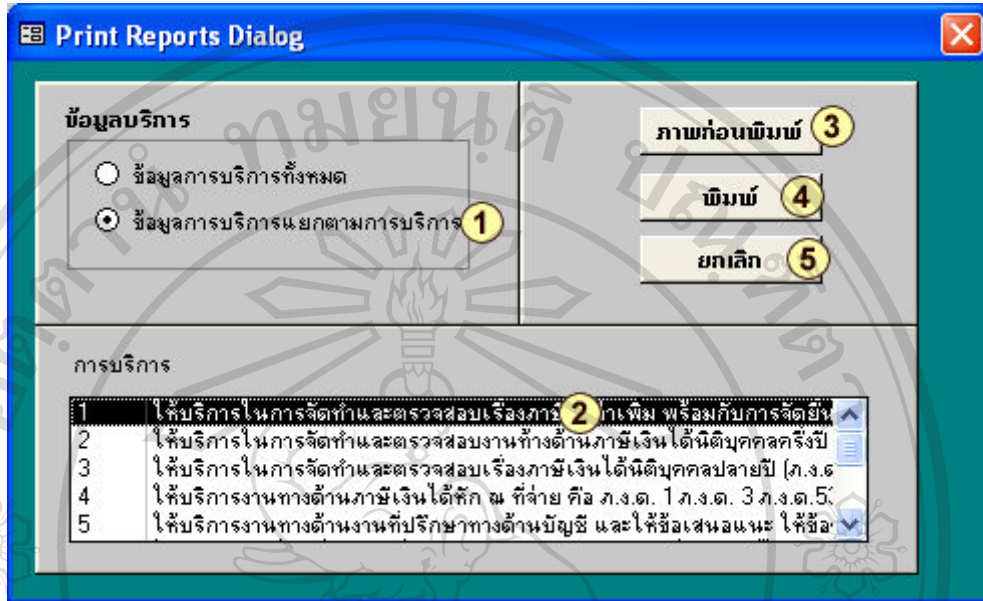 Print Reports Dialog
ข้อมูลบริการ
ข้อมูลการบริการทั้งหมด
ข้อมูลการบริการแยกตามการบริการ 1
ภาพก่อนพิมพ์ 3
พิมพ์ 4
ยกเลิก 5
การบริการ
1 ให้บริการในการจัดทำและตรวจสอบเรื่องภาษี 2 าเพิ่ม พร้อมกับการจัดยื่น
2 ให้บริการในการจัดทำและตรวจสอบงานท้างด้านภาษีเงินได้นิติบุคคลครึ่งปี
3 ให้บริการในการจัดทำและตรวจสอบเรื่องภาษีเงินได้นิติบุคคลปลายปี (ภ.ง.ด
4 ให้บริการงานทางด้านภาษีเงินได้หัก ณ ที่จ่าย คือ ภ.ง.ด. 1 ภ.ง.ด. 3 ภ.ง.ด.53
5 ให้บริการงานทางด้านงานที่ปรึกษาทางด้านบัญชี และให้ข้อเสนอแนะ ให้ข้อ